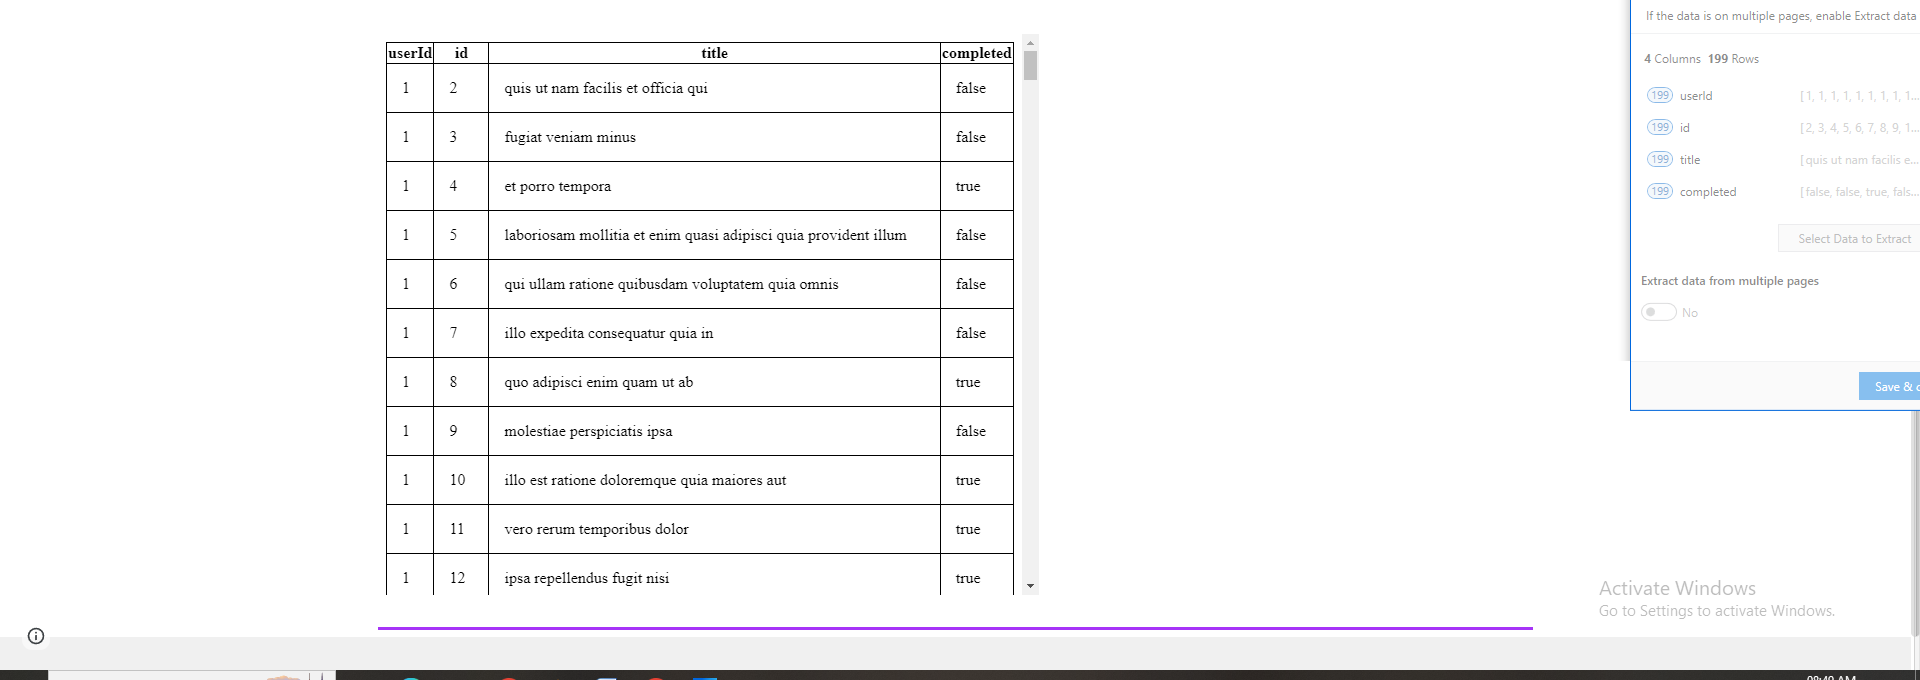 userId id title completed
1 2 quis ut nam facilis et officia qui false
1 3 fugiat veniam minus false
1 4 et porro tempora true
1 5 laboriosam mollitia et enim quasi adipisci quia provident illum false
1 6 qui ullam ratione quibusdam voluptatem quia omnis false
1 7 illo expedita consequatur quia in false
1 8 quo adipisci enim quam ut ab true
1 9 molestiae perspiciatis ipsa false
1 10 illo est ratione doloremque quia maiores aut true
1 11 vero rerum temporibus dolor true
1 12 ipsa repellendus fugit nisi true
If the data is on multiple pages, enable Extract data
4 Columns 199 Rows
199 userId [ 1, 1, 1, 1, 1, 1, 1, 1, 1...
199 id [ 2, 3, 4, 5, 6, 7, 8, 9, 1...
199 title [ quis ut nam facilis e...
199 completed [ false, false, true, fals...
Select Data to Extract
Extract data from multiple pages
No
Save &
Activate Windows
Go to Settings to activate Windows.